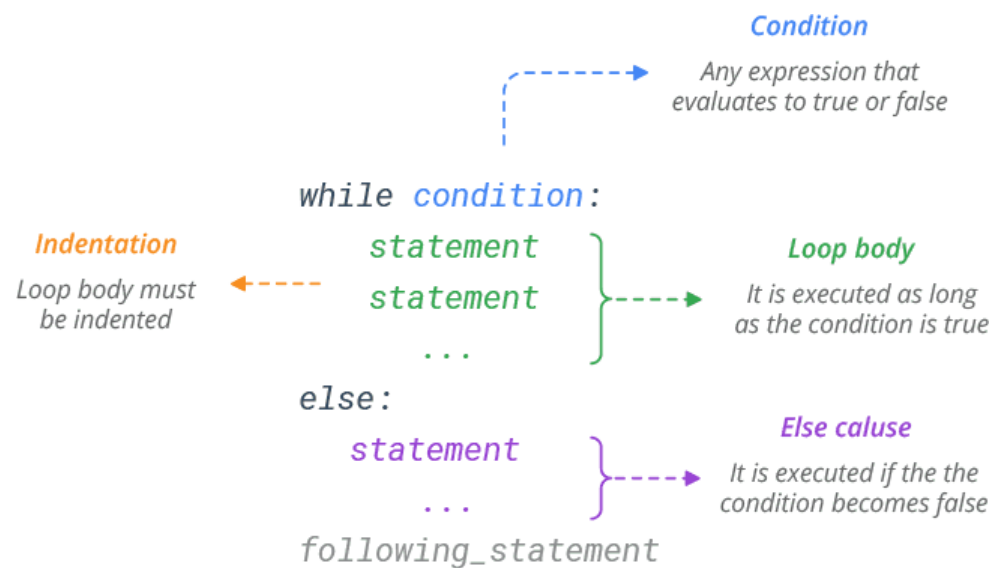 Condition
Any expression that
evaluates to true or false
while condition:
Indentation
Loop body must
be indented
statement
statement
...
Loop body
It is executed as long
as the condition is true
else:
statement
...
Else caluse
It is executed if the the
condition becomes false
following_statement